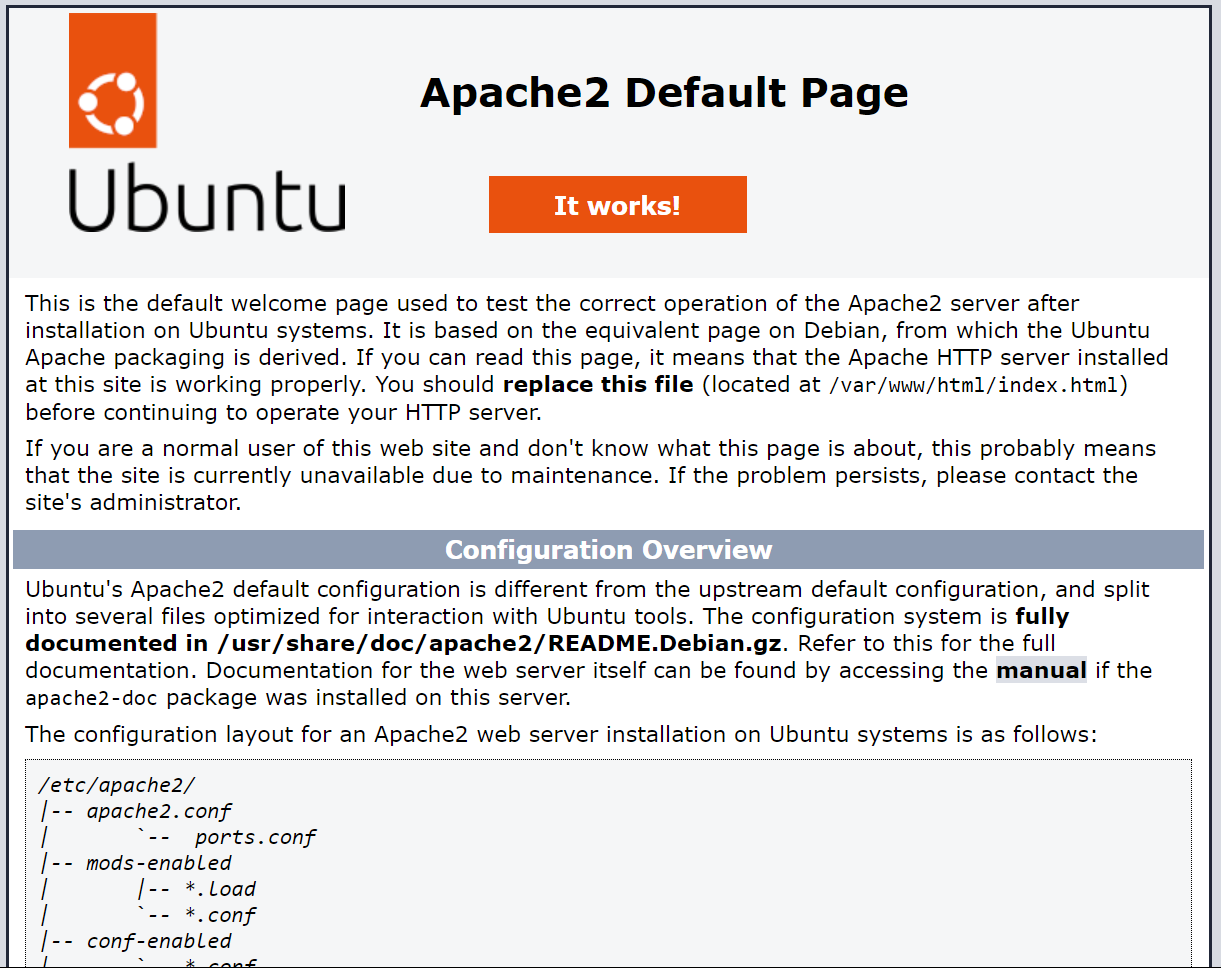 Ubuntu
Apache2 Default Page
It works!
This is the default welcome page used to test the correct operation of the Apache2 server after
installation on Ubuntu systems. It is based on the equivalent page on Debian, from which the Ubuntu
Apache packaging is derived. If you can read this page, it means that the Apache HTTP server installed
at this site is working properly. You should replace this file (located at /var/www/html/index.html)
before continuing to operate your HTTP server.
If you are a normal user of this web site and don't know what this page is about, this probably means
that the site is currently unavailable due to maintenance. If the problem persists, please contact the
site's administrator.
Configuration Overview
Ubuntu's Apache2 default configuration is different from the upstream default configuration, and split
into several files optimized for interaction with Ubuntu tools. The configuration system is fully
documented in /usr/share/doc/apache2/README.Debian.gz. Refer to this for the full
documentation. Documentation for the web server itself can be found by accessing the manual if the
apache2-doc package was installed on this server.
The configuration layout for an Apache2 web server installation on Ubuntu systems is as follows:
/etc/apache2/
|-- apache2.conf
|       `--  ports.conf
|-- mods-enabled
|       |-- *.load
|       `-- *.conf
|-- conf-enabled
|       `-- *.conf